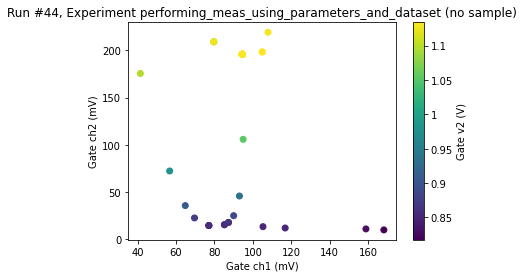 Run #44, Experiment performing_meas_using_parameters_and_dataset (no sample)
Gate ch2 (mV)
200
150
100
50
0
40 60 80 100 120 140 160
Gate ch1 (mV)
1.1
1.05
1
0.95
0.9
0.85
Gate v2 (V)